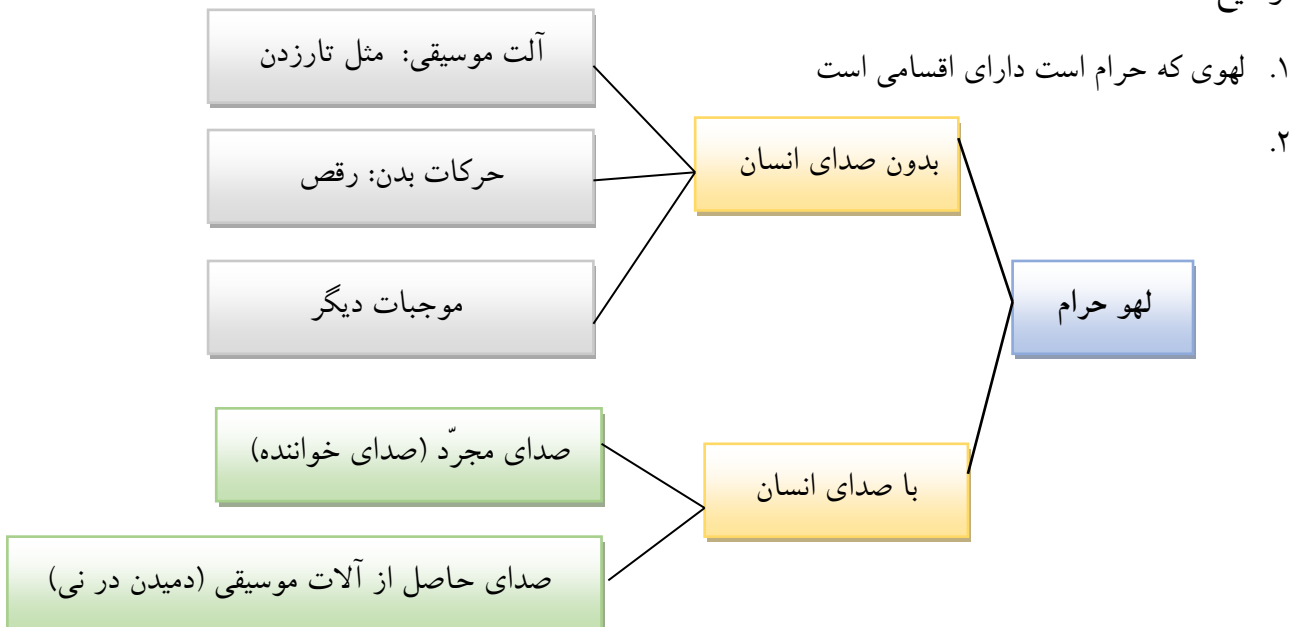 ۱. لهوی که حرام است دارای اقسامی است
۲.
لهو حرام
بدون صدای انسان
آلت موسیقی: مثل تارزدن
حرکات بدن: رقص
موجبات دیگر
با صدای انسان
صدای مجرّد (صدای خواننده)
صدای حاصل از آلات موسیقی (دمیدن در نی)